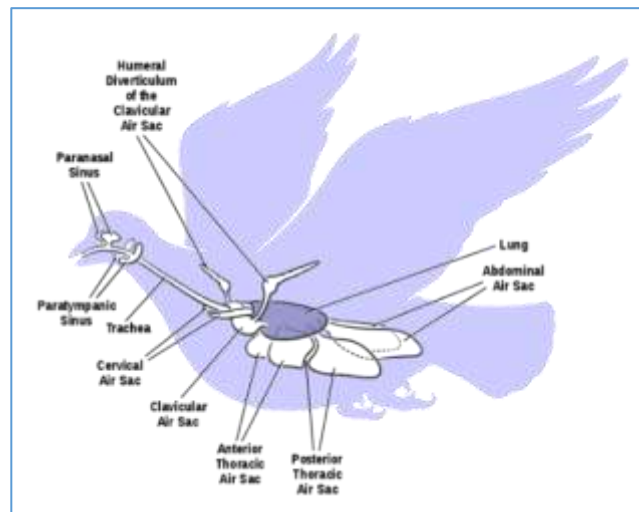 Humeral
Diverticulum
of the
Clavicular
Air Sac
Paranasal
Sinus
Lung
Abdominal
Air Sac
Paratympanic
Sinus
Trachea
Cervical
Air Sac
Clavicular
Air Sac
Anterior
Thoracic
Air Sac
Posterior
Thoracic
Air Sac